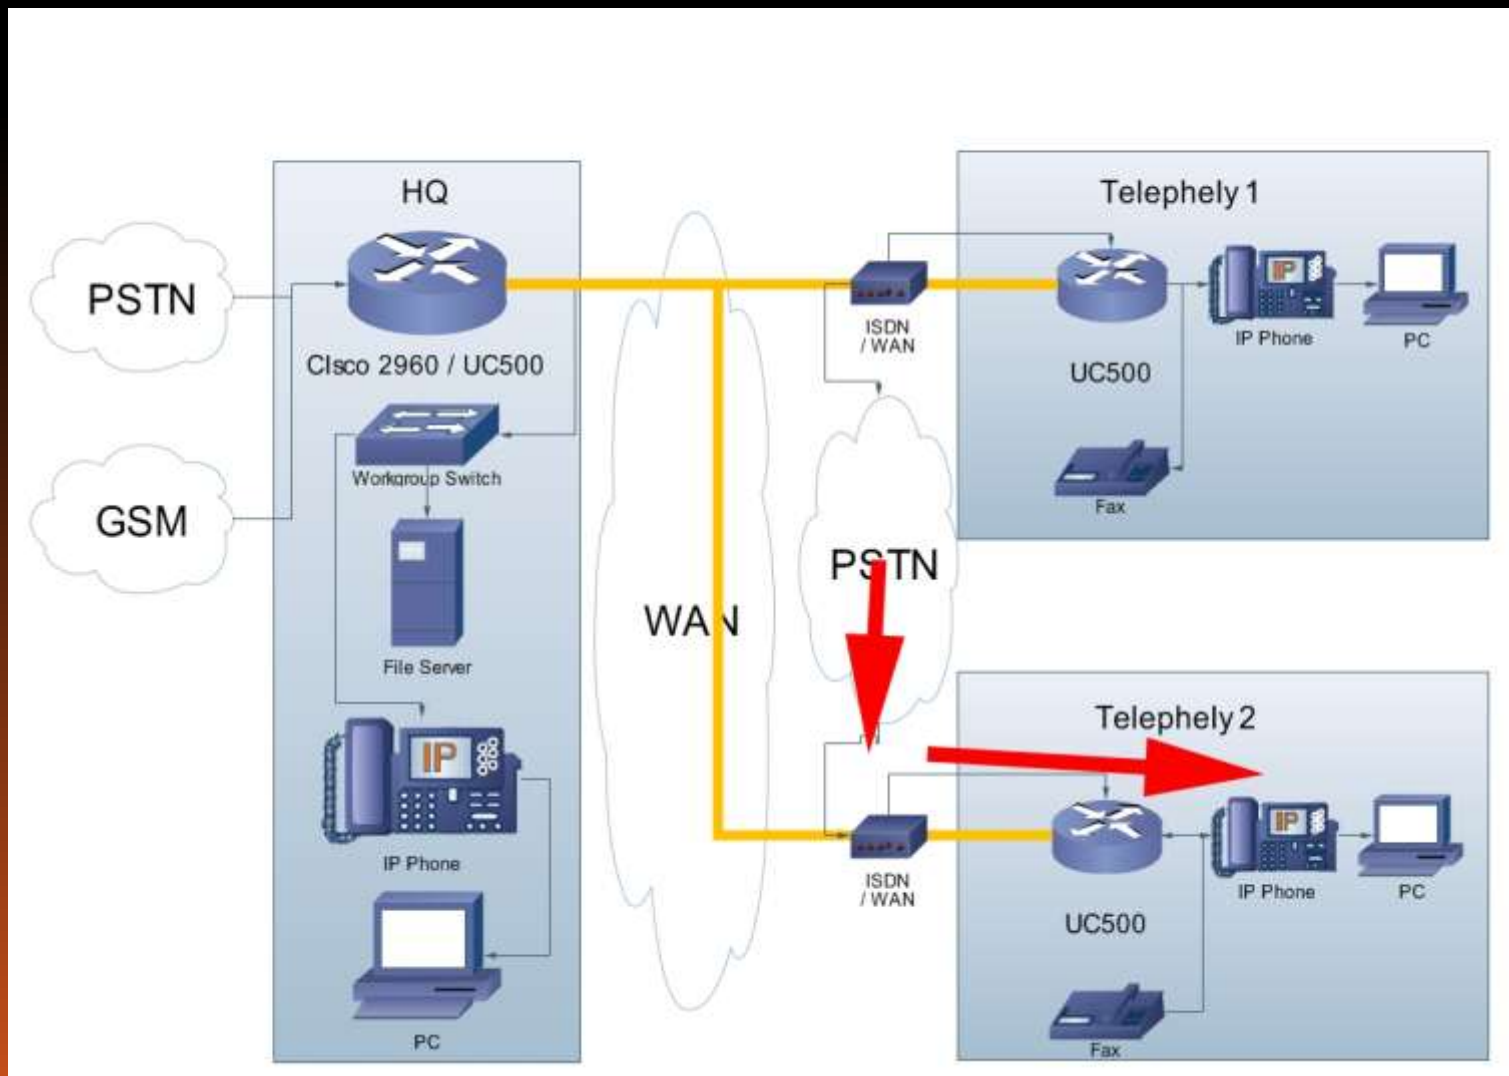 HQ
PSTN
CIsco 2960 / UC500
Workgroup Switch
GSM
File Server
IP
IP Phone
PC
WAN
ISDN
/ WAN
PSTN
ISDN
/ WAN
Telephely 1
IP
IP Phone
PC
UC500
Fax
Telephely 2
IP
IP Phone
PC
UC500
Fax